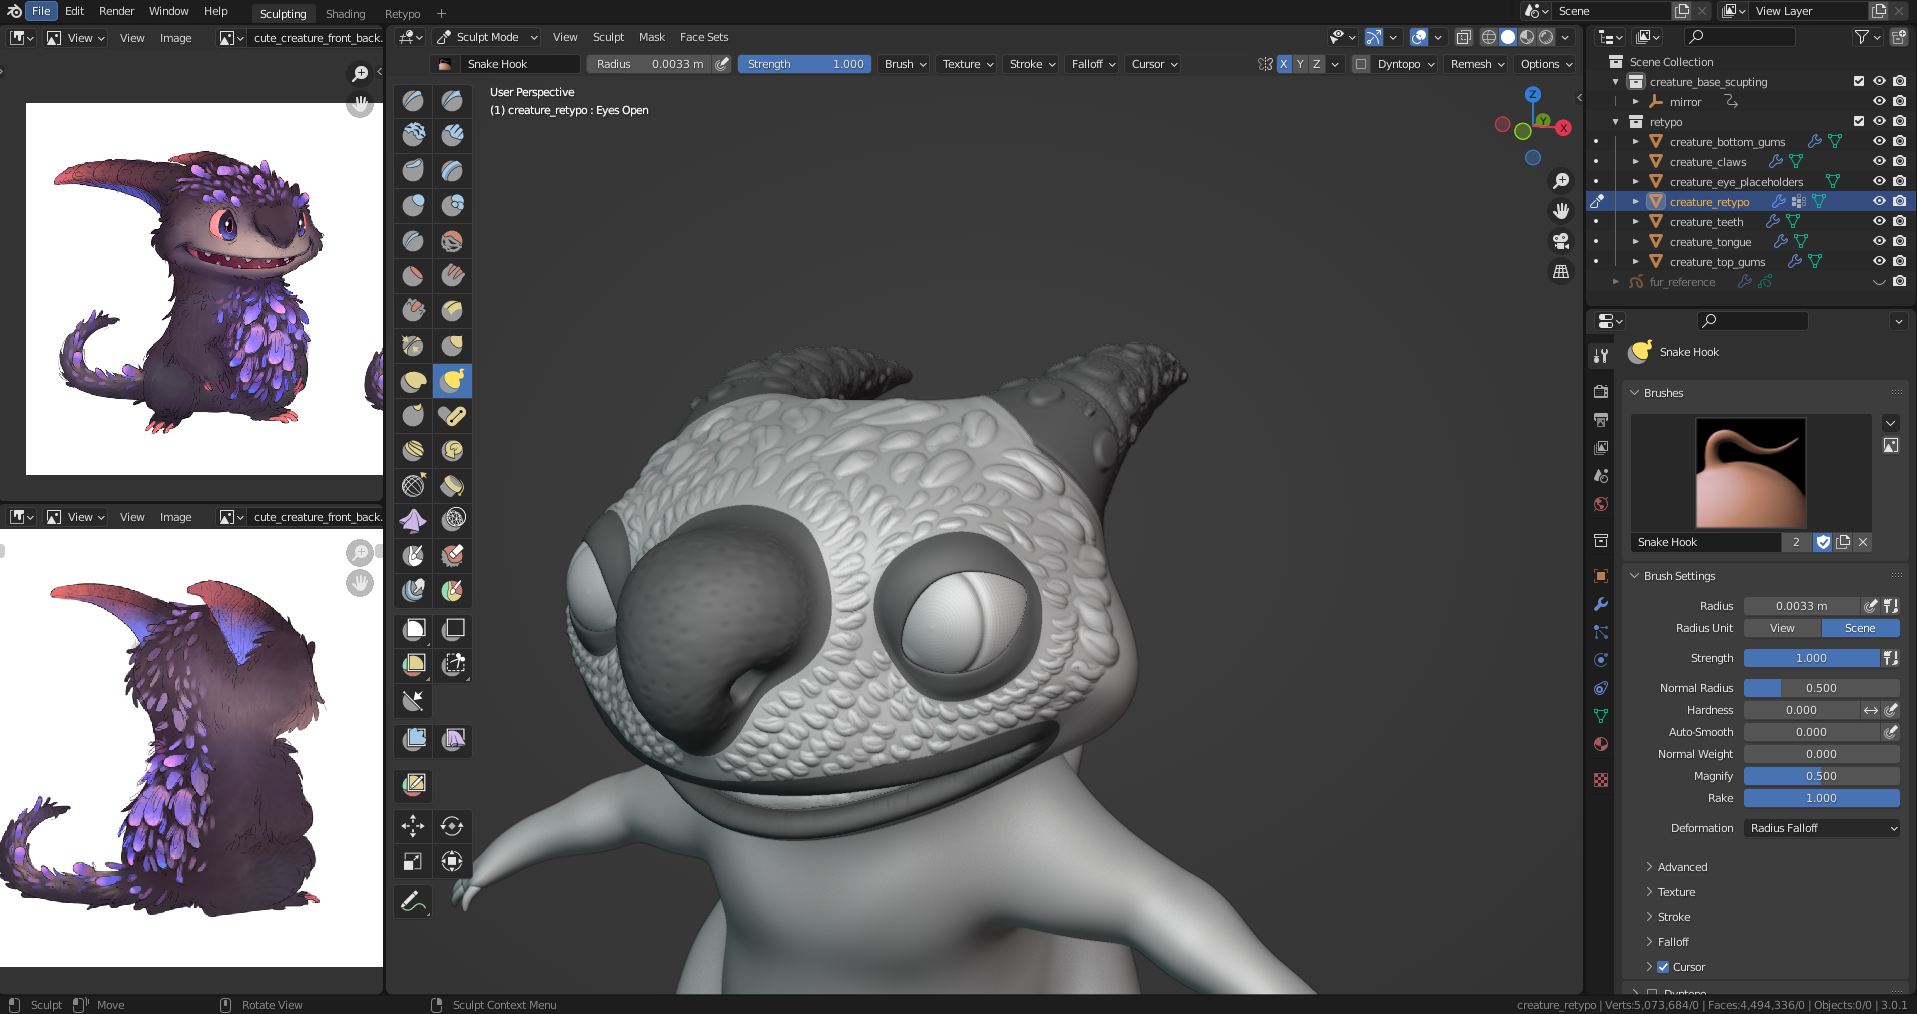 File Edit Render Window Help Sculpting Shading Retypo + Scene View Layer
View View Image cute_creature_front_back.
Sculpt Mode View Sculpt Mask Face Sets
Snake Hook Radius 0.0033 m Strength 1.000 Brush Texture Stroke Falloff Cursor X Y Z Dyntopo Remesh Options
User Perspective
(1) creature_retypo : Eyes Open
Z
Y
X
Scene Collection
creature_base_scupting
mirror
retypo
creature_bottom_gums
creature_claws
creature_eye_placeholders
creature_retypo
creature_teeth
creature_tongue
creature_top_gums
fur_reference
Snake Hook
Brushes
Snake Hook 2
Brush Settings
Radius 0.0033 m
Radius Unit View Scene
Strength 1.000
Normal Radius 0.500
Hardness 0.000
Auto-Smooth 0.000
Normal Weight 0.000
Magnify 0.500
Rake 1.000
Deformation Radius Falloff
Advanced
Texture
Stroke
Falloff
Cursor
View View Image cute_creature_front_back.
Sculpt Move Rotate View Sculpt Context Menu
creature_retypo | Verts:5,073,684/0 | Faces:4,494,336/0 | Objects:0/0 | 3.0.1